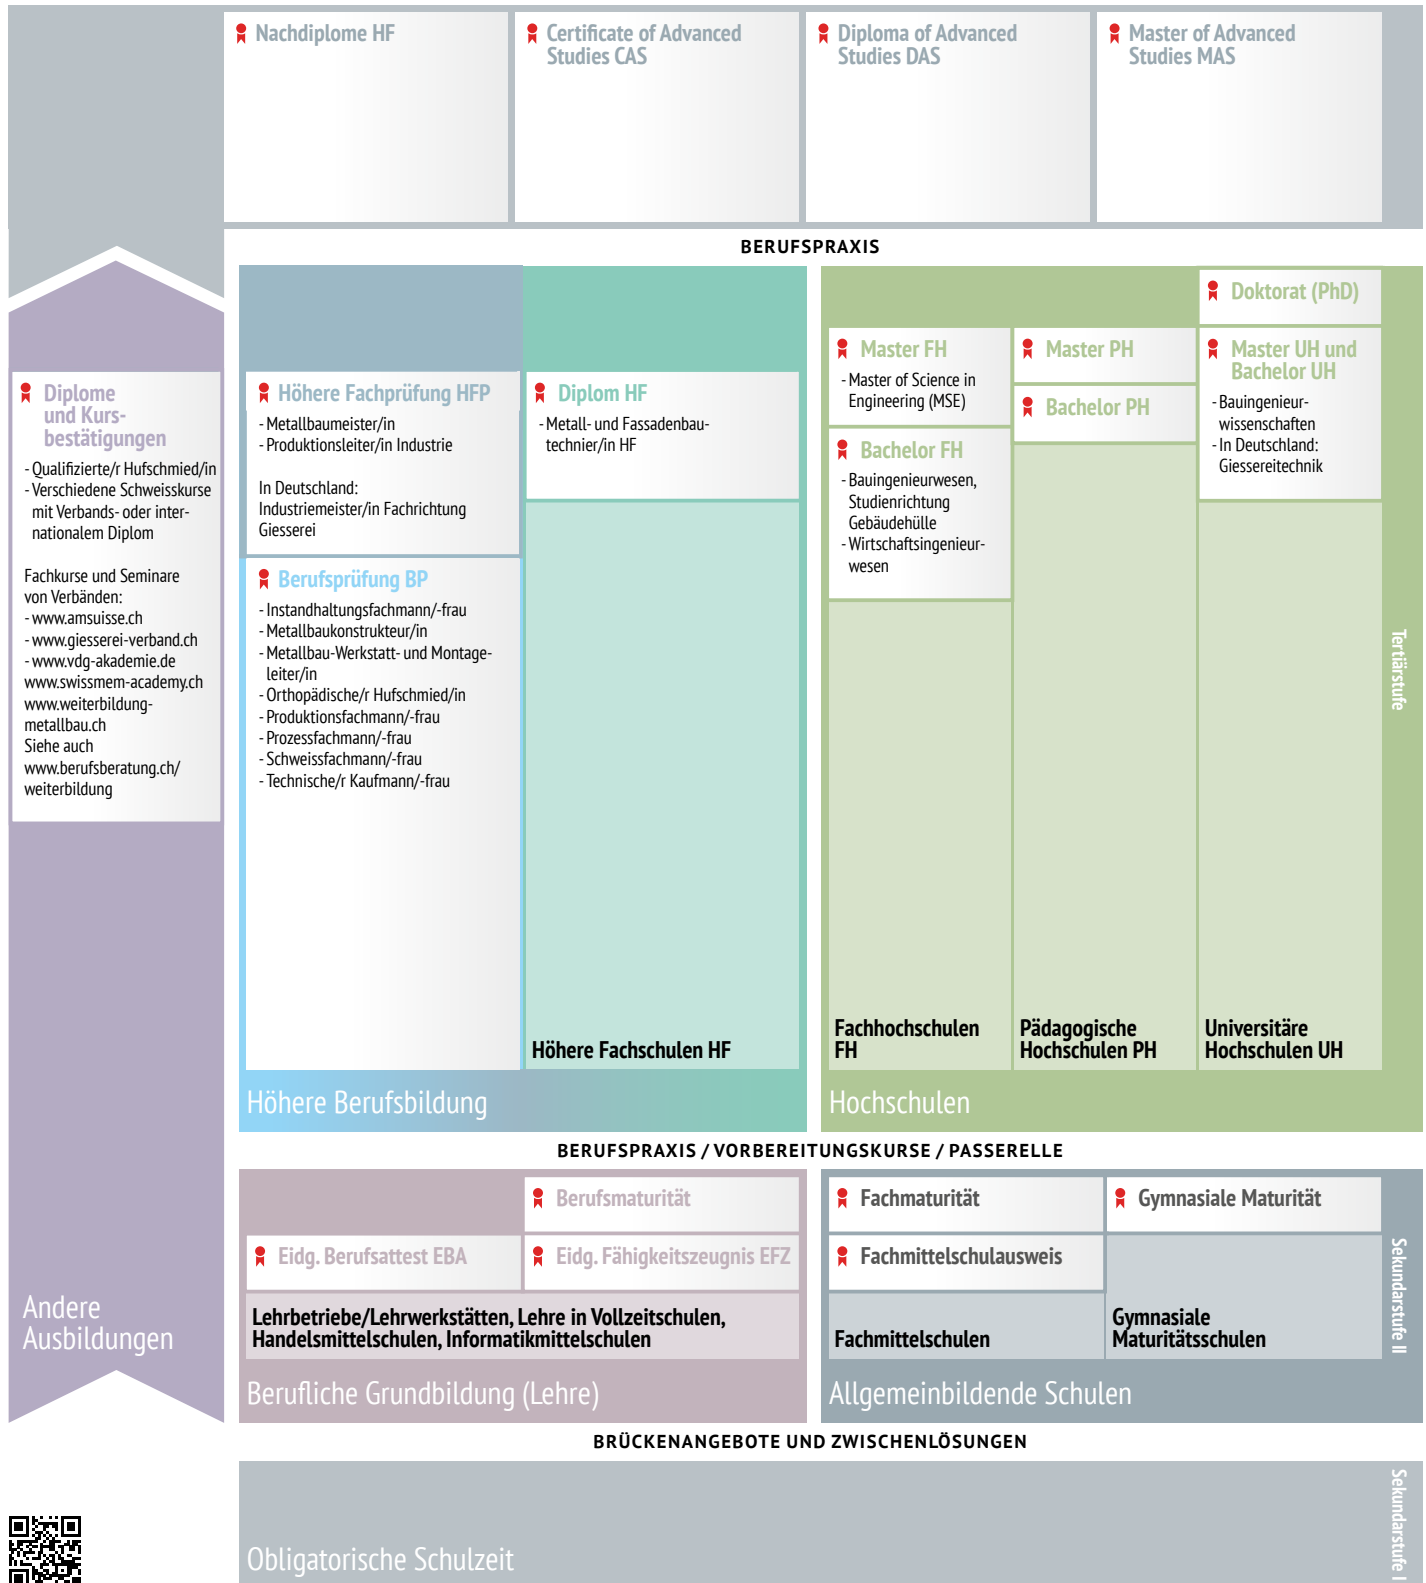 Nachdiplome HF
Certificate of Advanced
Studies CAS
Diploma of Advanced
Studies DAS
Master of Advanced
Studies MAS
BERUFSPRAXIS
Diplome
und Kurs-
bestätigungen
- Qualifizierte/r Hufschmied/in
- Verschiedene Schweisskurse
mit Verbands- oder inter-
nationalem Diplom
Fachkurse und Seminare
von Verbänden:
- www.amsuisse.ch
- www.giesserei-verband.ch
- www.vdg-akademie.de
www.swissmem-academy.ch
www.weiterbildung-
metallbau.ch
Siehe auch
www.berufsberatung.ch/
weiterbildung
Andere
Ausbildungen
Höhere Fachprüfung HFP
- Metallbaumeister/in
- Produktionsleiter/in Industrie
In Deutschland:
Industriemeister/in Fachrichtung
Giesserei
Berufsprüfung BP
- Instandhaltungsfachmann/-frau
- Metallbaukonstrukteur/in
- Metallbau-Werkstatt- und Montage-
leiter/in
- Orthopädische/r Hufschmied/in
- Produktionsfachmann/-frau
- Prozessfachmann/-frau
- Schweissfachmann/-frau
- Technische/r Kaufmann/-frau
Diplom HF
- Metall- und Fassadenbau-
technier/in HF
Höhere Fachschulen HF
Höhere Berufsbildung
Master FH
- Master of Science in
Engineering (MSE)
Bachelor FH
- Bauingenieurwesen,
Studienrichtung
Gebäudehülle
- Wirtschaftsingenieur-
wesen
Fachhochschulen
FH
Master PH
Bachelor PH
Pädagogische
Hochschulen PH
Doktorat (PhD)
Master UH und
Bachelor UH
- Bauingenieur-
wissenschaften
- In Deutschland:
Giessereitechnik
Universitäre
Hochschulen UH
Hochschulen
Tertiärstufe
BERUFSPRAXIS / VORBEREITUNGSKURSE / PASSERELLE
Berufsmaturität
Eidg. Berufsattest EBA
Eidg. Fähigkeitszeugnis EFZ
Lehrbetriebe/Lehrwerkstätten, Lehre in Vollzeitschulen,
Handelsmittelschulen, Informatikmittelschulen
Berufliche Grundbildung (Lehre)
Fachmaturität
Gymnasiale Maturität
Fachmittelschulausweis
Fachmittelschulen
Gymnasiale
Maturitätsschulen
Allgemeinbildende Schulen
Sekundarstufe II
BRÜCKENANGEBOTE UND ZWISCHENLÖSUNGEN
Obligatorische Schulzeit
Sekundarstufe I